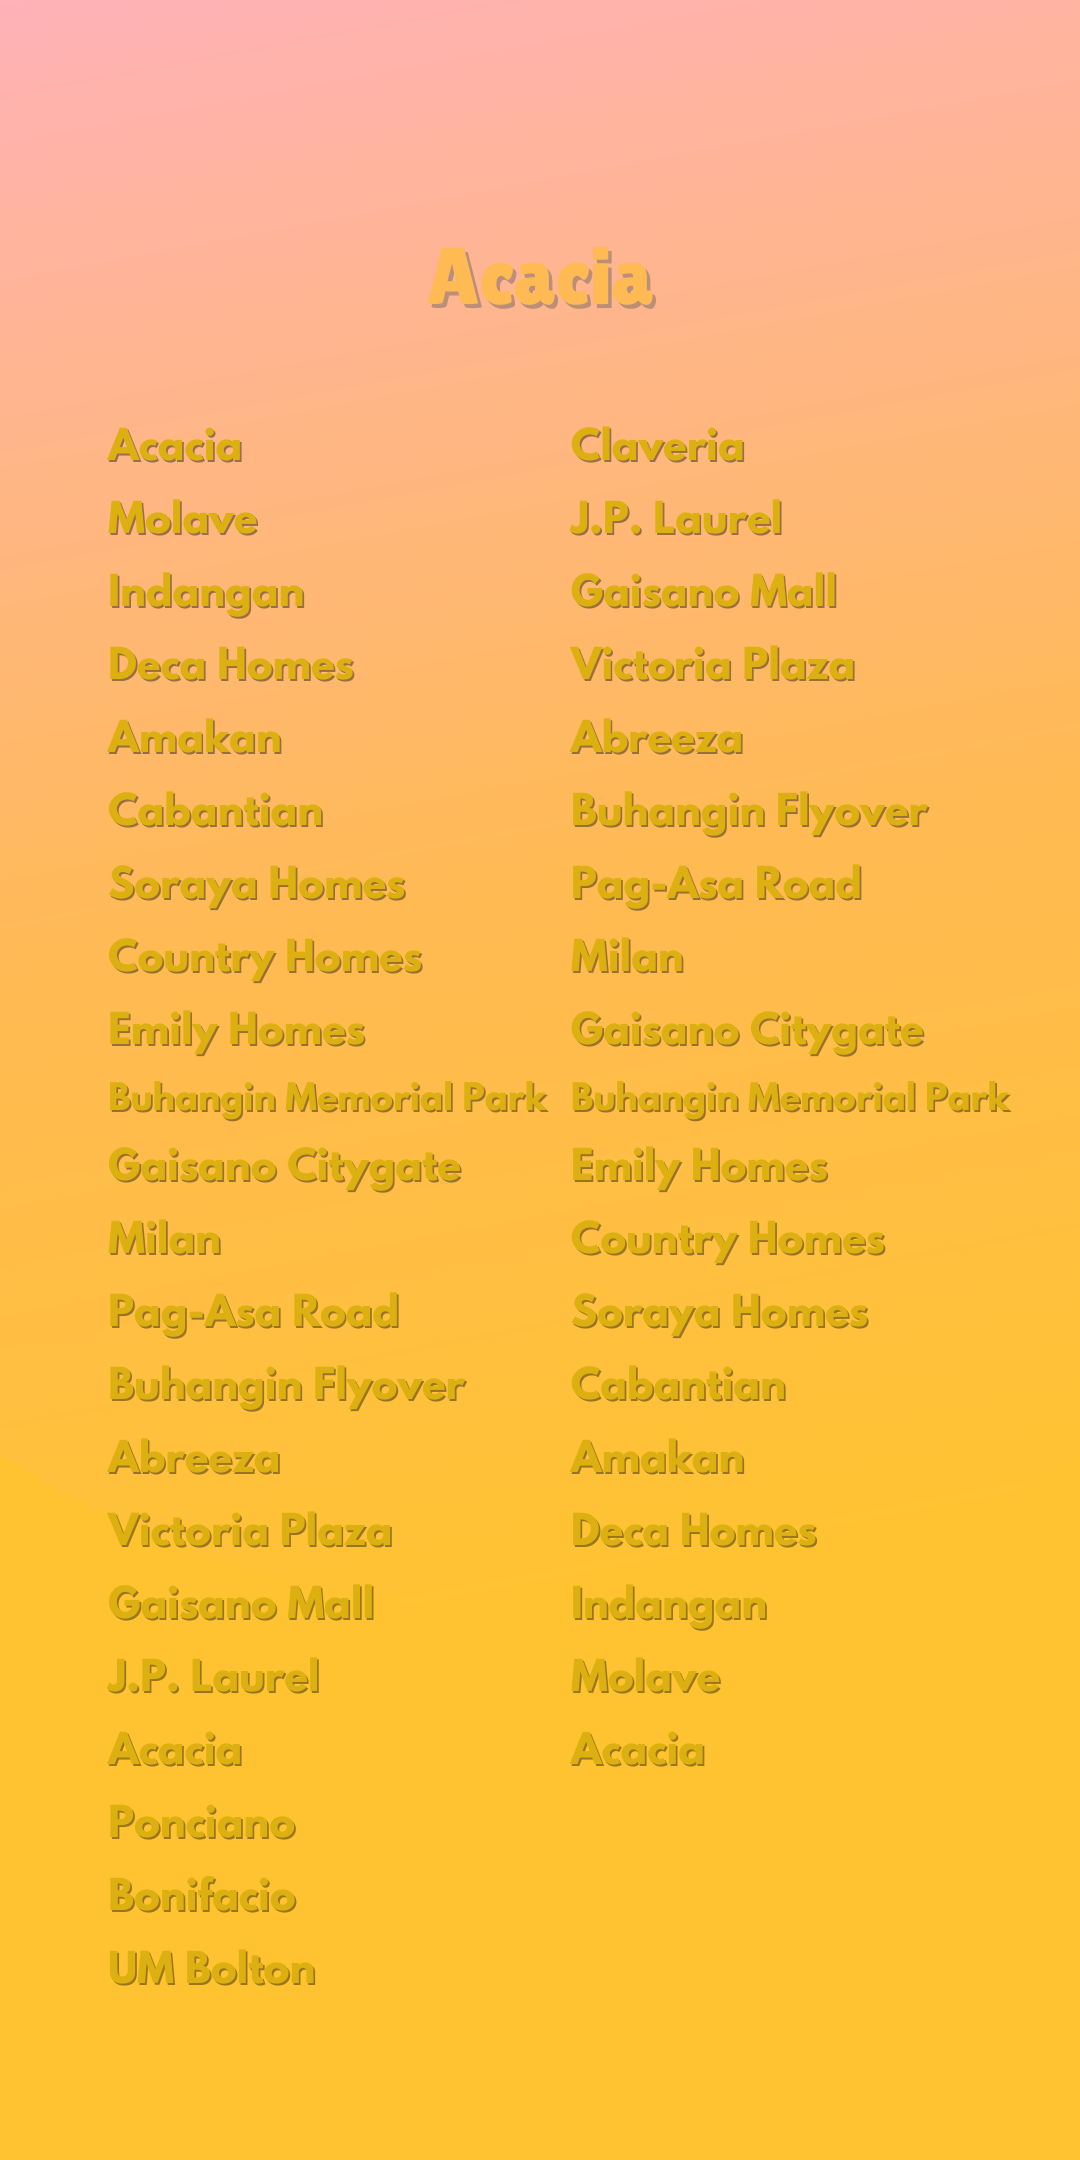 Acacia
Acacia
Molave
Indangan
Deca Homes
Amakan
Cabantian
Soraya Homes
Country Homes
Emily Homes
Buhangin Memorial Park
Gaisano Citygate
Milan
Pag-Asa Road
Buhangin Flyover
Abreeza
Victoria Plaza
Gaisano Mall
J.P. Laurel
Acacia
Ponciano
Bonifacio
UM Bolton
Claveria
J.P. Laurel
Gaisano Mall
Victoria Plaza
Abreeza
Buhangin Flyover
Pag-Asa Road
Milan
Gaisano Citygate
Buhangin Memorial Park
Emily Homes
Country Homes
Soraya Homes
Cabantian
Amakan
Deca Homes
Indangan
Molave
Acacia